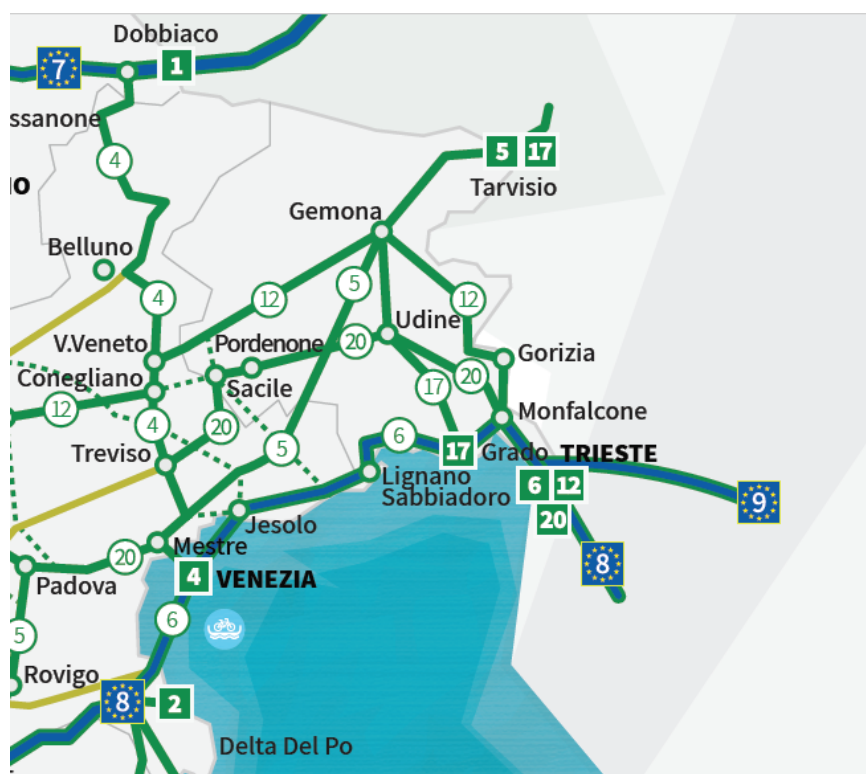 Dobbiaco
7
1
ssanone
4
5 17
Tarvisio
Gemona
Belluno
4
12
5
12
V.Veneto
Pordenone
20
Udine
Gorizia
Conegliano
Sacile
17
20
12
4
20
Monfalcone
Treviso
5
6
17
Grado
TRIESTE
Lignano
Sabbiadoro
6 12
20
9
Jesolo
Mestre
20
4
VENEZIA
8
Padova
5
6
Rovigo
8
2
Delta Del Po